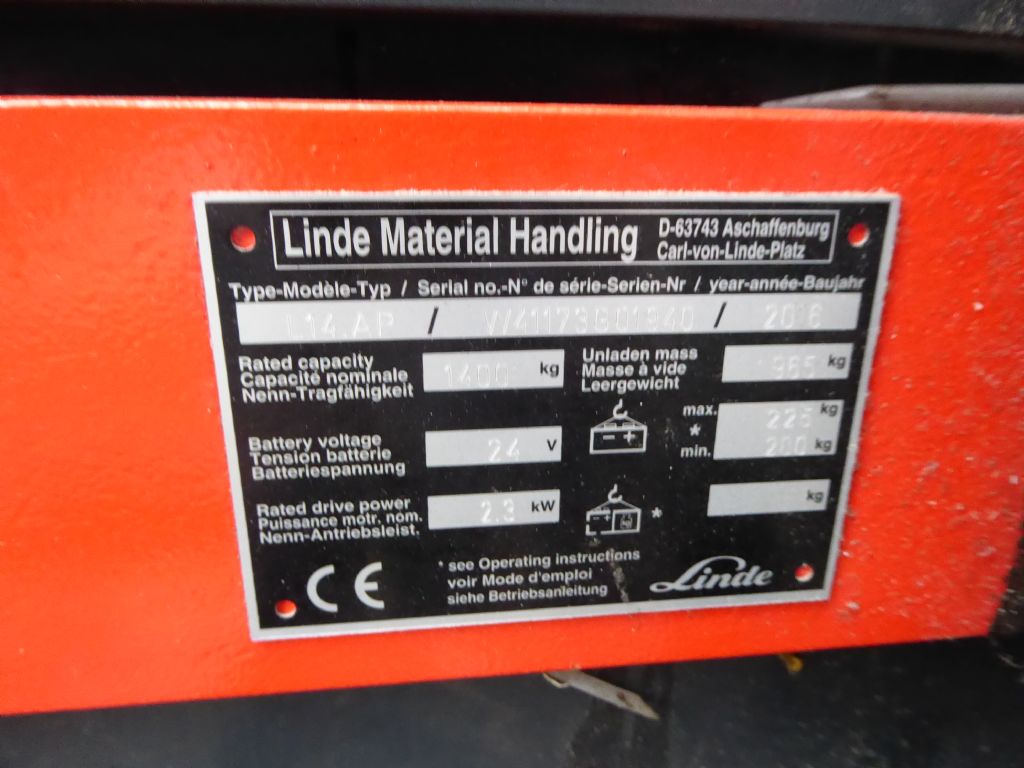 Linde Material Handling
D-63743 Aschaffenburg
Carl-von-Linde-Platz
Type-Modèle-Typ / Serial no.-N° de série-Serien-Nr / year-année-Baujahr
L14.AP / / 2016
Rated capacity
Capacité nominale
Nenn-Tragfähigkeit
1400 kg
Unladen mass
Masse à vide
Leergewicht
985 kg
Battery voltage
Tension batterie
Batteriespannung
24 V
max. 225 kg
*
min. 200 kg
Rated drive power
Puissance motr. nom.
Nenn-Antriebsleist.
2.3 kW
* kg
CE
* see Operating instructions
voir Mode d'emploi
siehe Betriebsanleitung
Linde